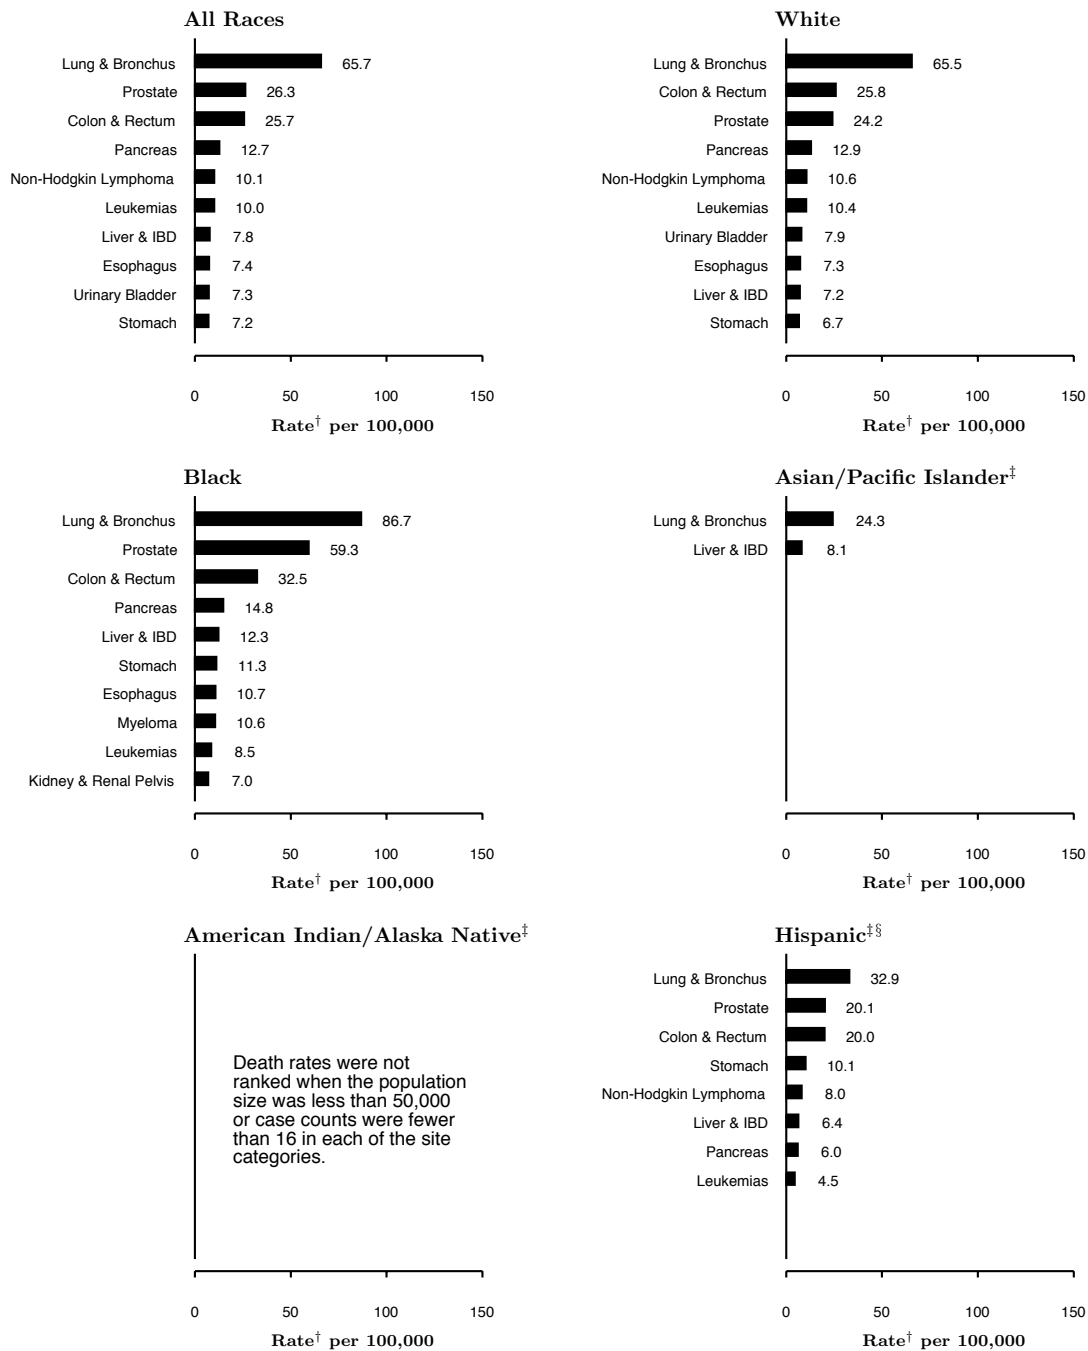 All Races
Lung & Bronchus 65.7
Prostate 26.3
Colon & Rectum 25.7
Pancreas 12.7
Non-Hodgkin Lymphoma 10.1
Leukemias 10.0
Liver & IBD 7.8
Esophagus 7.4
Urinary Bladder 7.3
Stomach 7.2
0 50 100 150
Rate† per 100,000
White
Lung & Bronchus 65.5
Colon & Rectum 25.8
Prostate 24.2
Pancreas 12.9
Non-Hodgkin Lymphoma 10.6
Leukemias 10.4
Urinary Bladder 7.9
Esophagus 7.3
Liver & IBD 7.2
Stomach 6.7
0 50 100 150
Rate† per 100,000
Black
Lung & Bronchus 86.7
Prostate 59.3
Colon & Rectum 32.5
Pancreas 14.8
Liver & IBD 12.3
Stomach 11.3
Esophagus 10.7
Myeloma 10.6
Leukemias 8.5
Kidney & Renal Pelvis 7.0
0 50 100 150
Rate† per 100,000
Asian/Pacific Islander‡
Lung & Bronchus 24.3
Liver & IBD 8.1
0 50 100 150
Rate† per 100,000
American Indian/Alaska Native‡
Death rates were not
ranked when the population
size was less than 50,000
or case counts were fewer
than 16 in each of the site
categories.
0 50 100 150
Rate† per 100,000
Hispanic‡§
Lung & Bronchus 32.9
Prostate 20.1
Colon & Rectum 20.0
Stomach 10.1
Non-Hodgkin Lymphoma 8.0
Liver & IBD 6.4
Pancreas 6.0
Leukemias 4.5
0 50 100 150
Rate† per 100,000